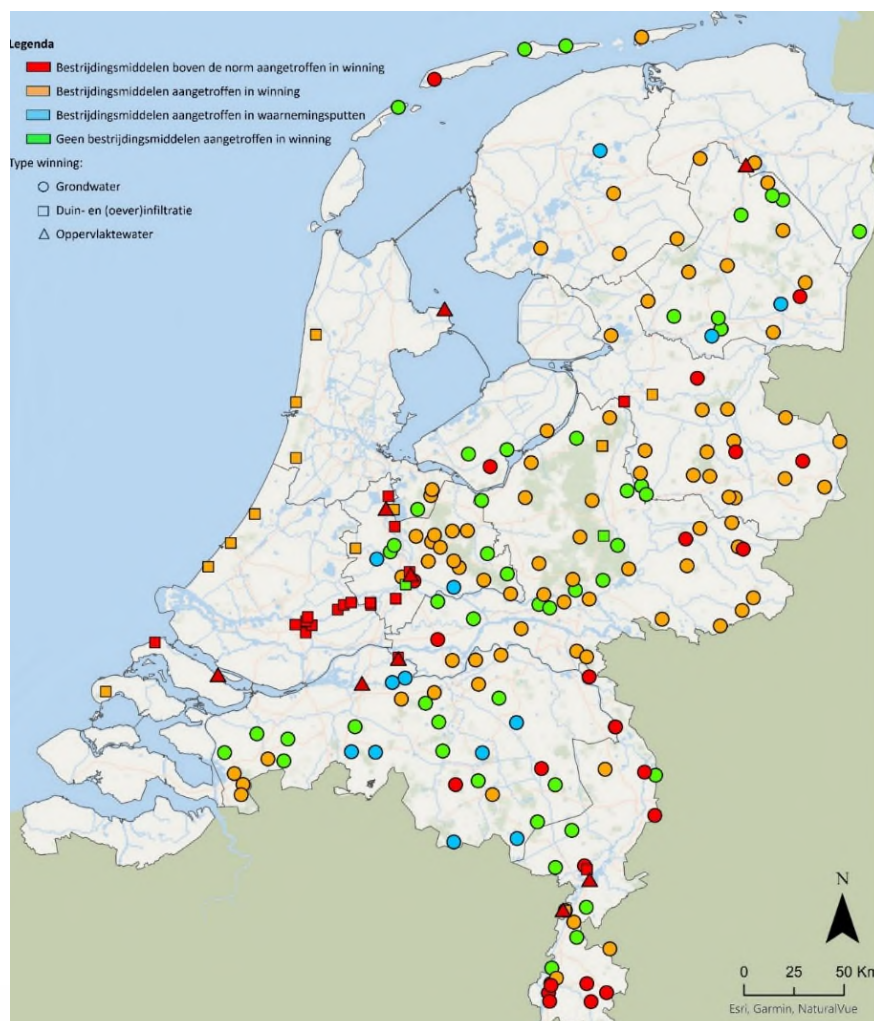 Legenda
Bestrijdingsmiddelen boven de norm aangetroffen in winning
Bestrijdingsmiddelen aangetroffen in winning
Bestrijdingsmiddelen aangetroffen in waarnemingsputten
Geen bestrijdingsmiddelen aangetroffen in winning
Type winning:
Grondwater
Duin- en (oever)infiltratie
Oppervlaktewater
N
0 25 50 Km
Esri, Garmin, NaturalVue